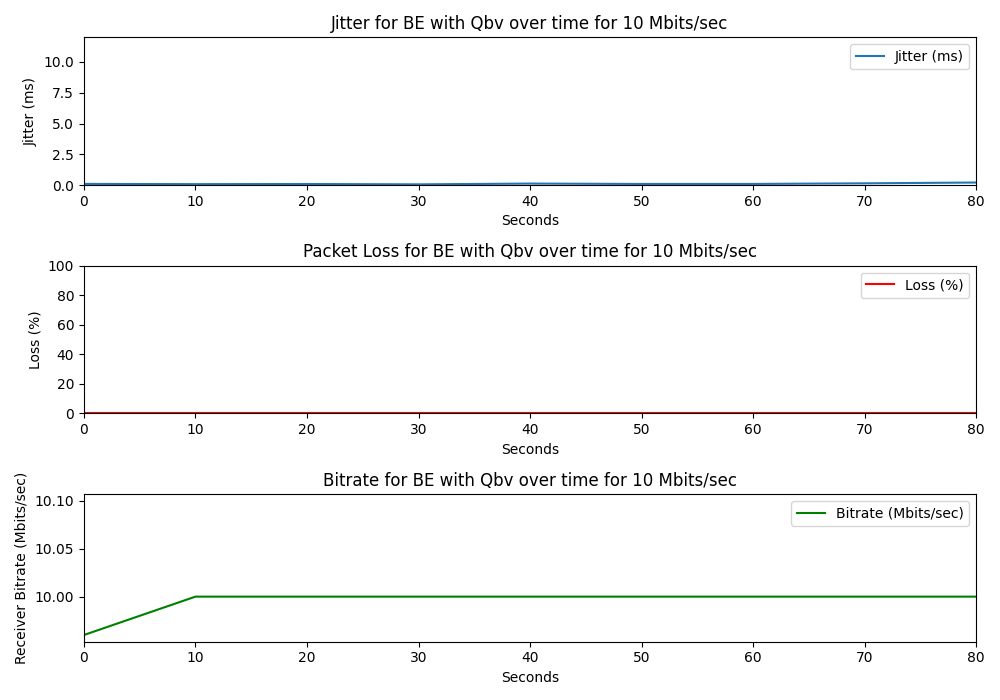 Jitter for BE with Qbv over time for 10 Mbits/sec
Jitter (ms)
10.0
7.5
5.0
2.5
0.0
Jitter (ms)
0 10 20 30 40 50 60 70 80
Seconds
Packet Loss for BE with Qbv over time for 10 Mbits/sec
Loss (%)
100
80
60
40
20
0
Loss (%)
0 10 20 30 40 50 60 70 80
Seconds
Bitrate for BE with Qbv over time for 10 Mbits/sec
Receiver Bitrate (Mbits/sec)
10.10
10.05
10.00
Bitrate (Mbits/sec)
0 10 20 30 40 50 60 70 80
Seconds